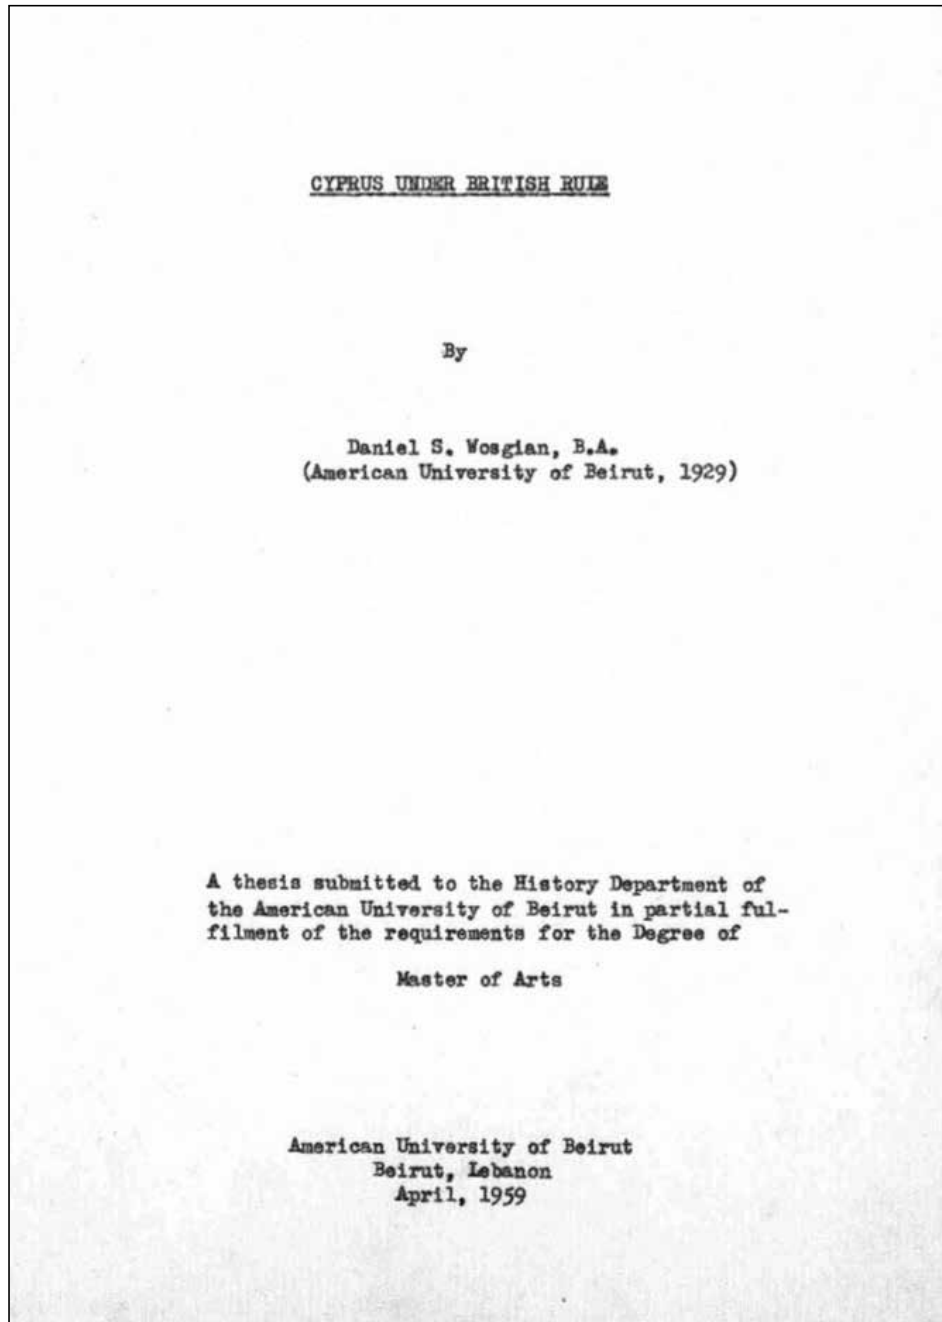 CYPRUS UNDER BRITISH RULE
By
Daniel S. Wosgian, B.A.
(American University of Beirut, 1929)
A thesis submitted to the History Department of
the American University of Beirut in partial ful-
filment of the requirements for the Degree of
Master of Arts
American University of Beirut
Beirut, Lebanon
April, 1959